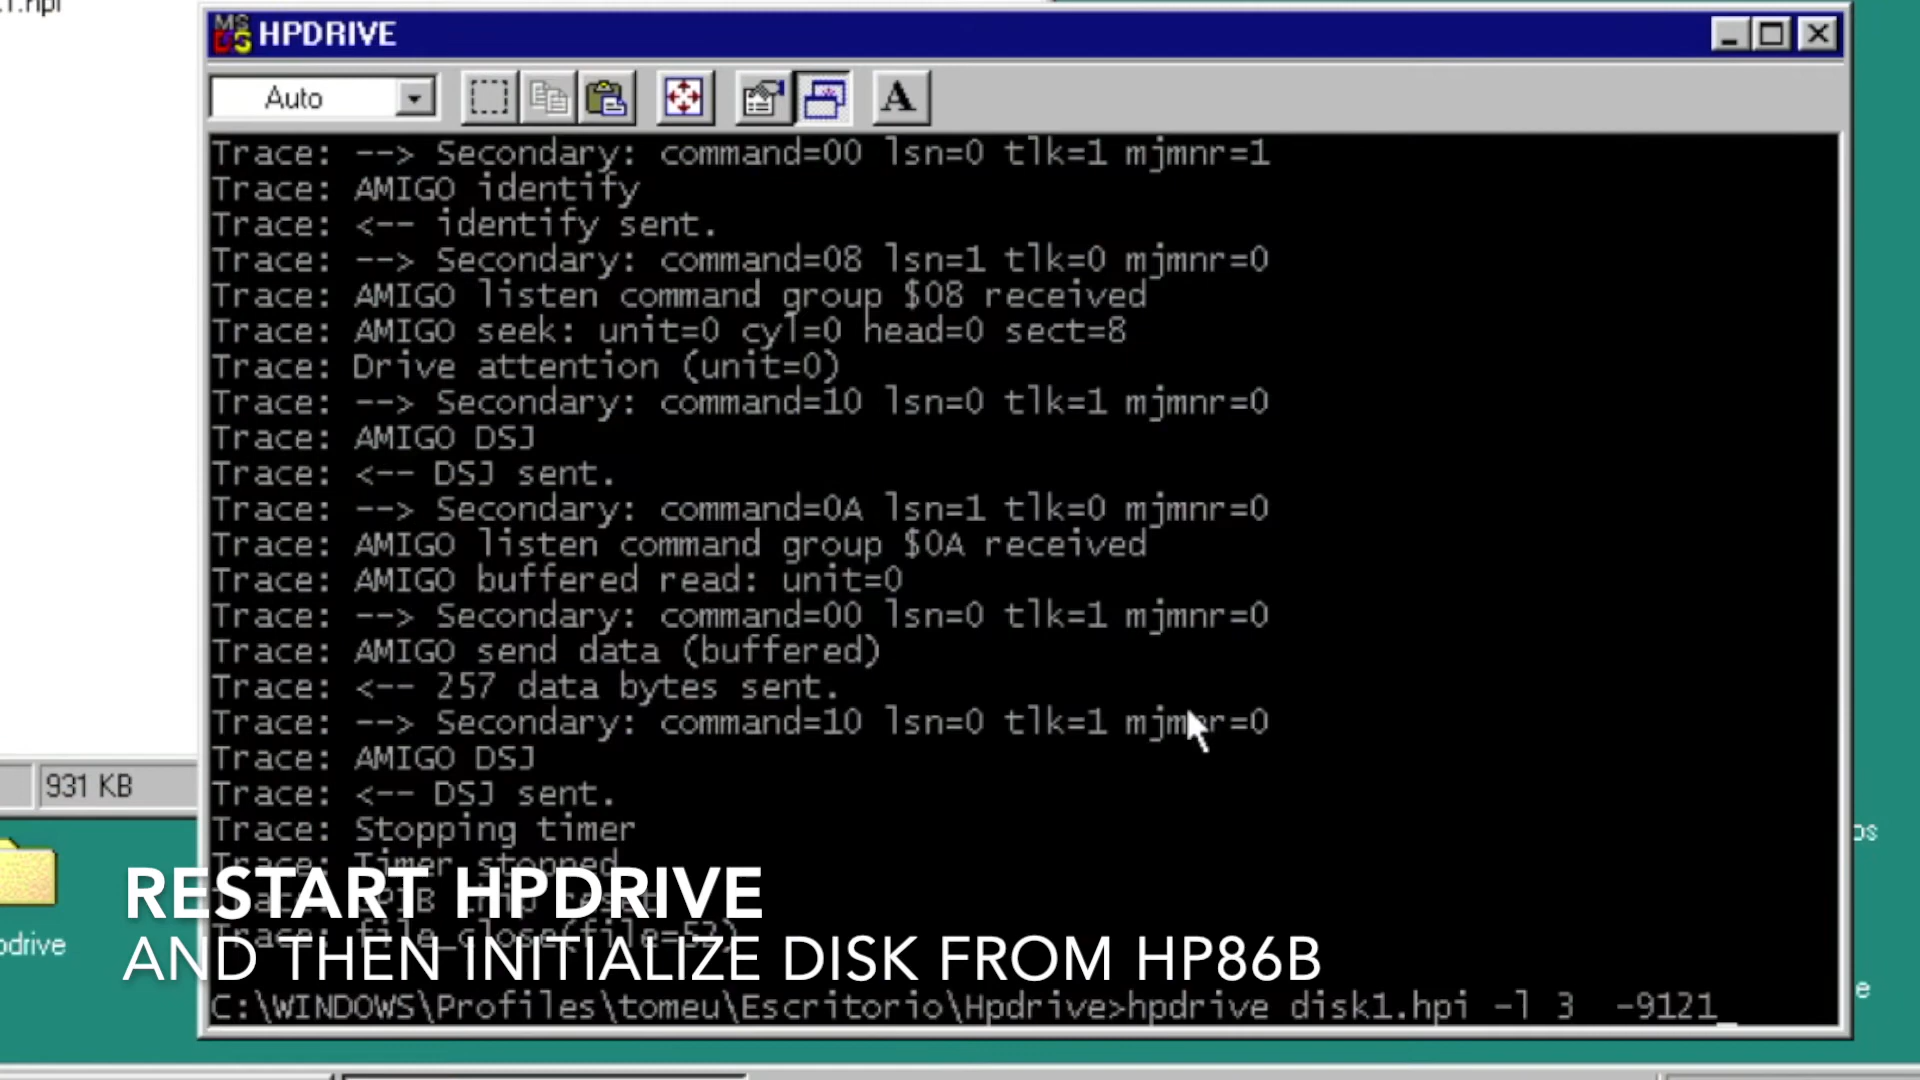 HPDRIVE
Auto
Trace: --> Secondary: command=00 lsn=0 tlk=1 mjmnr=1
Trace: AMIGO identify
Trace: <-- identify sent.
Trace: --> Secondary: command=08 lsn=1 tlk=0 mjmnr=0
Trace: AMIGO listen command group $08 received
Trace: AMIGO seek: unit=0 cyl=0 head=0 sect=8
Trace: Drive attention (unit=0)
Trace: --> Secondary: command=10 lsn=0 tlk=1 mjmnr=0
Trace: AMIGO DSJ
Trace: <-- DSJ sent.
Trace: --> Secondary: command=0A lsn=1 tlk=0 mjmnr=0
Trace: AMIGO listen command group $0A received
Trace: AMIGO buffered read: unit=0
Trace: --> Secondary: command=00 lsn=0 tlk=1 mjmnr=0
Trace: AMIGO send data (buffered)
Trace: <-- 257 data bytes sent.
Trace: --> Secondary: command=10 lsn=0 tlk=1 mjmnr=0
Trace: AMIGO DSJ
Trace: <-- DSJ sent.
Trace: Stopping timer
Trace: Timer stopped
931 KB
RESTART HPDRIVE
AND THEN INITIALIZE DISK FROM HP86B
C:\WINDOWS\Profiles\tomeu\Escritorio\Hpdrive>hpdrive disk1.hpi -l 3 -9121_